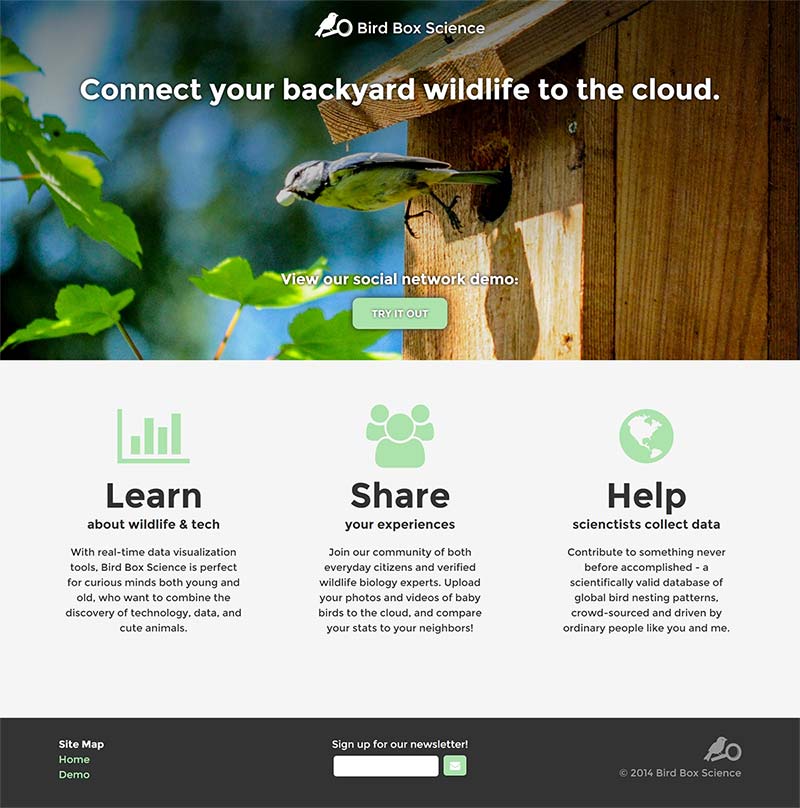 Bird Box Science
Connect your backyard wildlife to the cloud.
View our social network demo:
TRY IT OUT
Learn
about wildlife & tech
With real-time data visualization
tools, Bird Box Science is perfect
for curious minds both young and
old, who want to combine the
discovery of technology, data, and
cute animals.
Share
your experiences
Join our community of both
everyday citizens and verified
wildlife biology experts. Upload
your photos and videos of baby
birds to the cloud, and compare
your stats to your neighbors!
Help
scienctists collect data
Contribute to something never
before accomplished - a
scientifically valid database of
global bird nesting patterns,
crowd-sourced and driven by
ordinary people like you and me.
Site Map
Home
Demo
Sign up for our newsletter!
© 2014 Bird Box Science